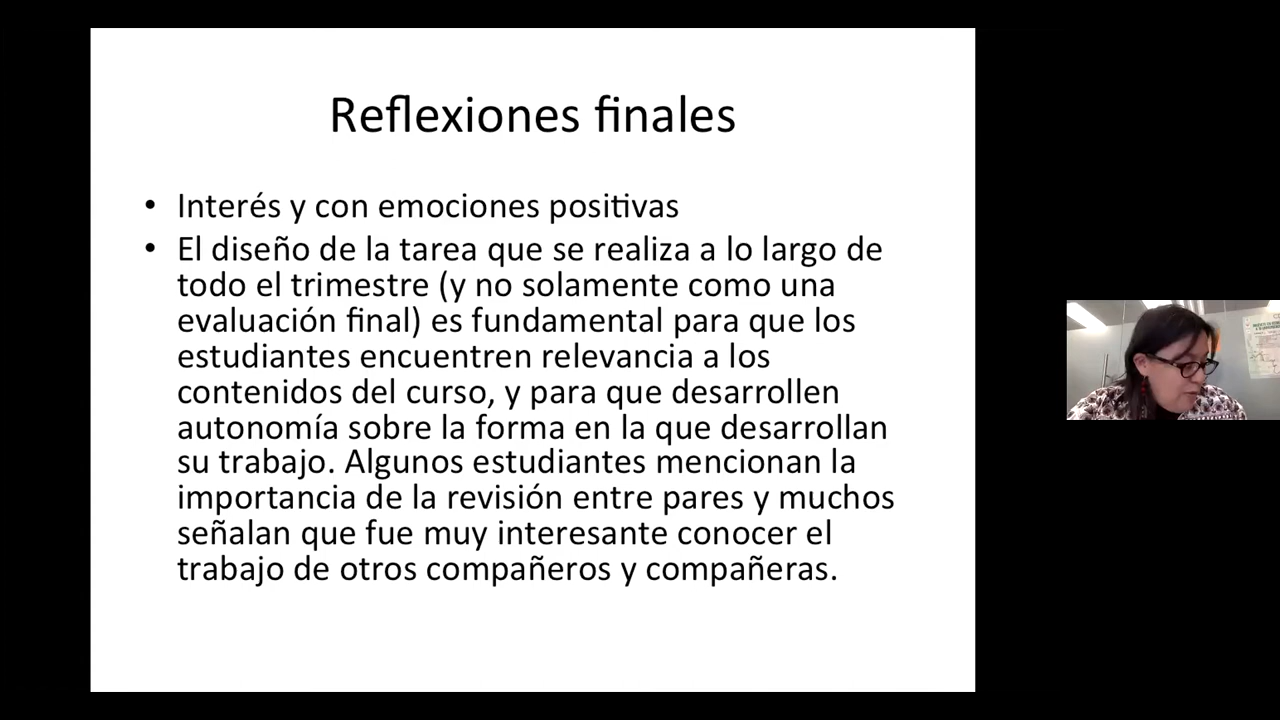 Reflexiones finales
• Interés y con emociones positivas
• El diseño de la tarea que se realiza a lo largo de
todo el trimestre (y no solamente como una
evaluación final) es fundamental para que los
estudiantes encuentren relevancia a los
contenidos del curso, y para que desarrollen
autonomía sobre la forma en la que desarrollan
su trabajo. Algunos estudiantes mencionan la
importancia de la revisión entre pares y muchos
señalan que fue muy interesante conocer el
trabajo de otros compañeros y compañeras.